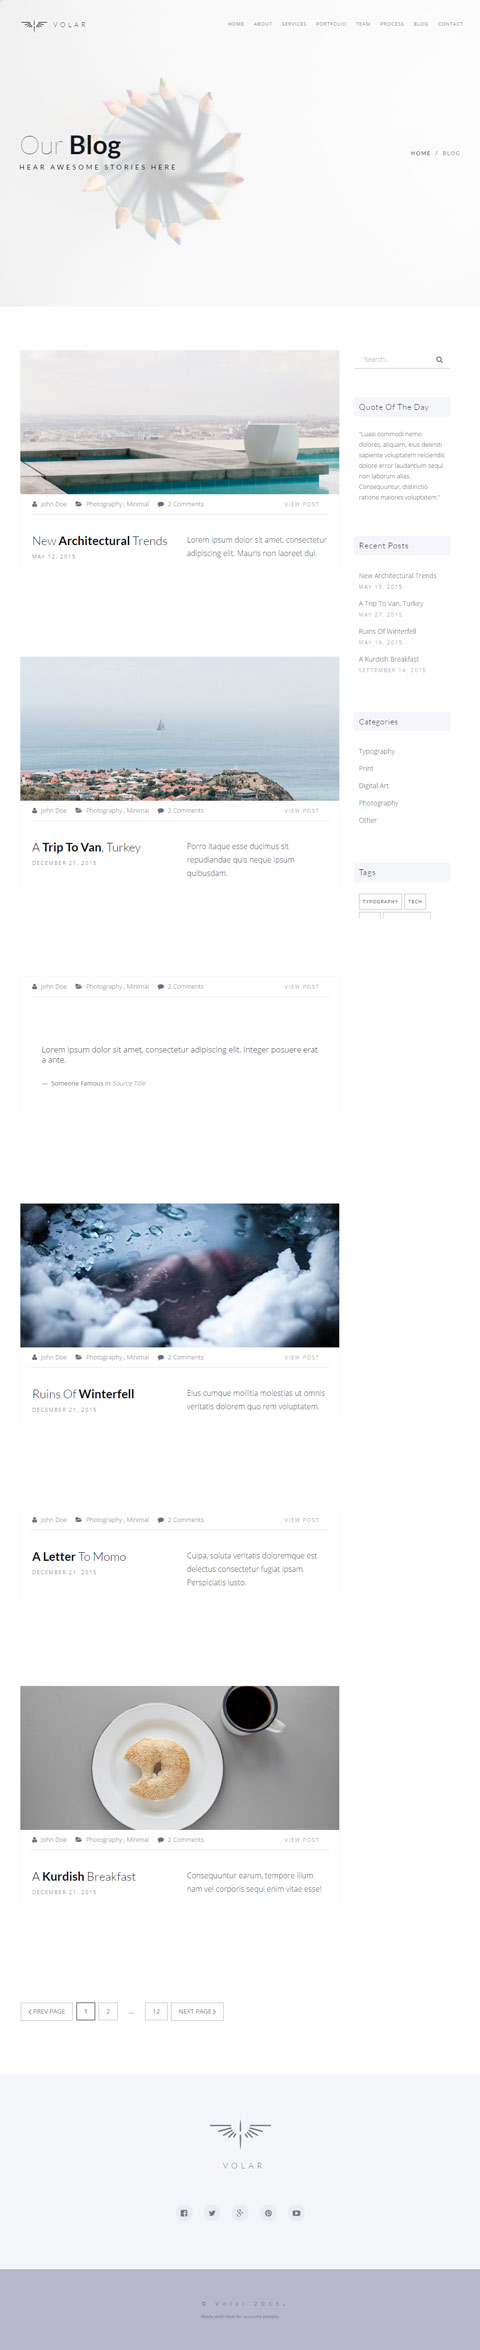 VOLAR
HOME ABOUT SERVICES PORTFOLIO TEAM PROCESS BLOG CONTACT
Our Blog
HEAR AWESOME STORIES HERE
HOME / BLOG
John Doe Photography, Minimal 2 Comments VIEW POST
New Architectural Trends
MAY 12, 2015
Lorem ipsum dolor sit amet, consectetur
adipiscing elit. Mauris non laoreet dui.
John Doe Photography, Minimal 2 Comments VIEW POST
A Trip To Van, Turkey
DECEMBER 21, 2015
Porro itaque esse ducimus sit
repudiandae quis neque ipsum
quibusdam.
John Doe Photography, Minimal 2 Comments VIEW POST
Lorem ipsum dolor sit amet, consectetur adipiscing elit. Integer posuere erat
a ante.
— Someone Famous in Source Title
John Doe Photography, Minimal 2 Comments VIEW POST
Ruins Of Winterfell
DECEMBER 21, 2015
Eius cumque mollitia molestias ut omnis
veritatis dolorem quo rem voluptatem.
John Doe Photography, Minimal 2 Comments VIEW POST
A Letter To Momo
DECEMBER 21, 2015
Culpa, soluta veritatis doloremque est
delectus consectetur fugiat ipsam.
Perspiciatis iusto.
John Doe Photography, Minimal 2 Comments VIEW POST
A Kurdish Breakfast
DECEMBER 21, 2015
Consequuntur earum, tempore illum
nam vel corporis sequi enim vitae esse!
PREV PAGE 1 2 ... 12 NEXT PAGE
Search...
Quote Of The Day
"Luasi commodi nemo
dolores, aliquam, eius deleniti
sapiente voluptatem reiciendis
dolore error laudantium sequi
non laborum alias.
Consequuntur, distinctio
ratione maiores voluptatem."
Recent Posts
New Architectural Trends
MAY 13, 2015
A Trip To Van, Turkey
MAY 27, 2015
Ruins Of Winterfell
MAY 19, 2015
A Kurdish Breakfast
SEPTEMBER 14, 2015
Categories
Typography
Print
Digital Art
Photography
Other
Tags
TYPOGRAPHY TECH
VOLAR
© Volar 2015.
Made with love for awesome people.